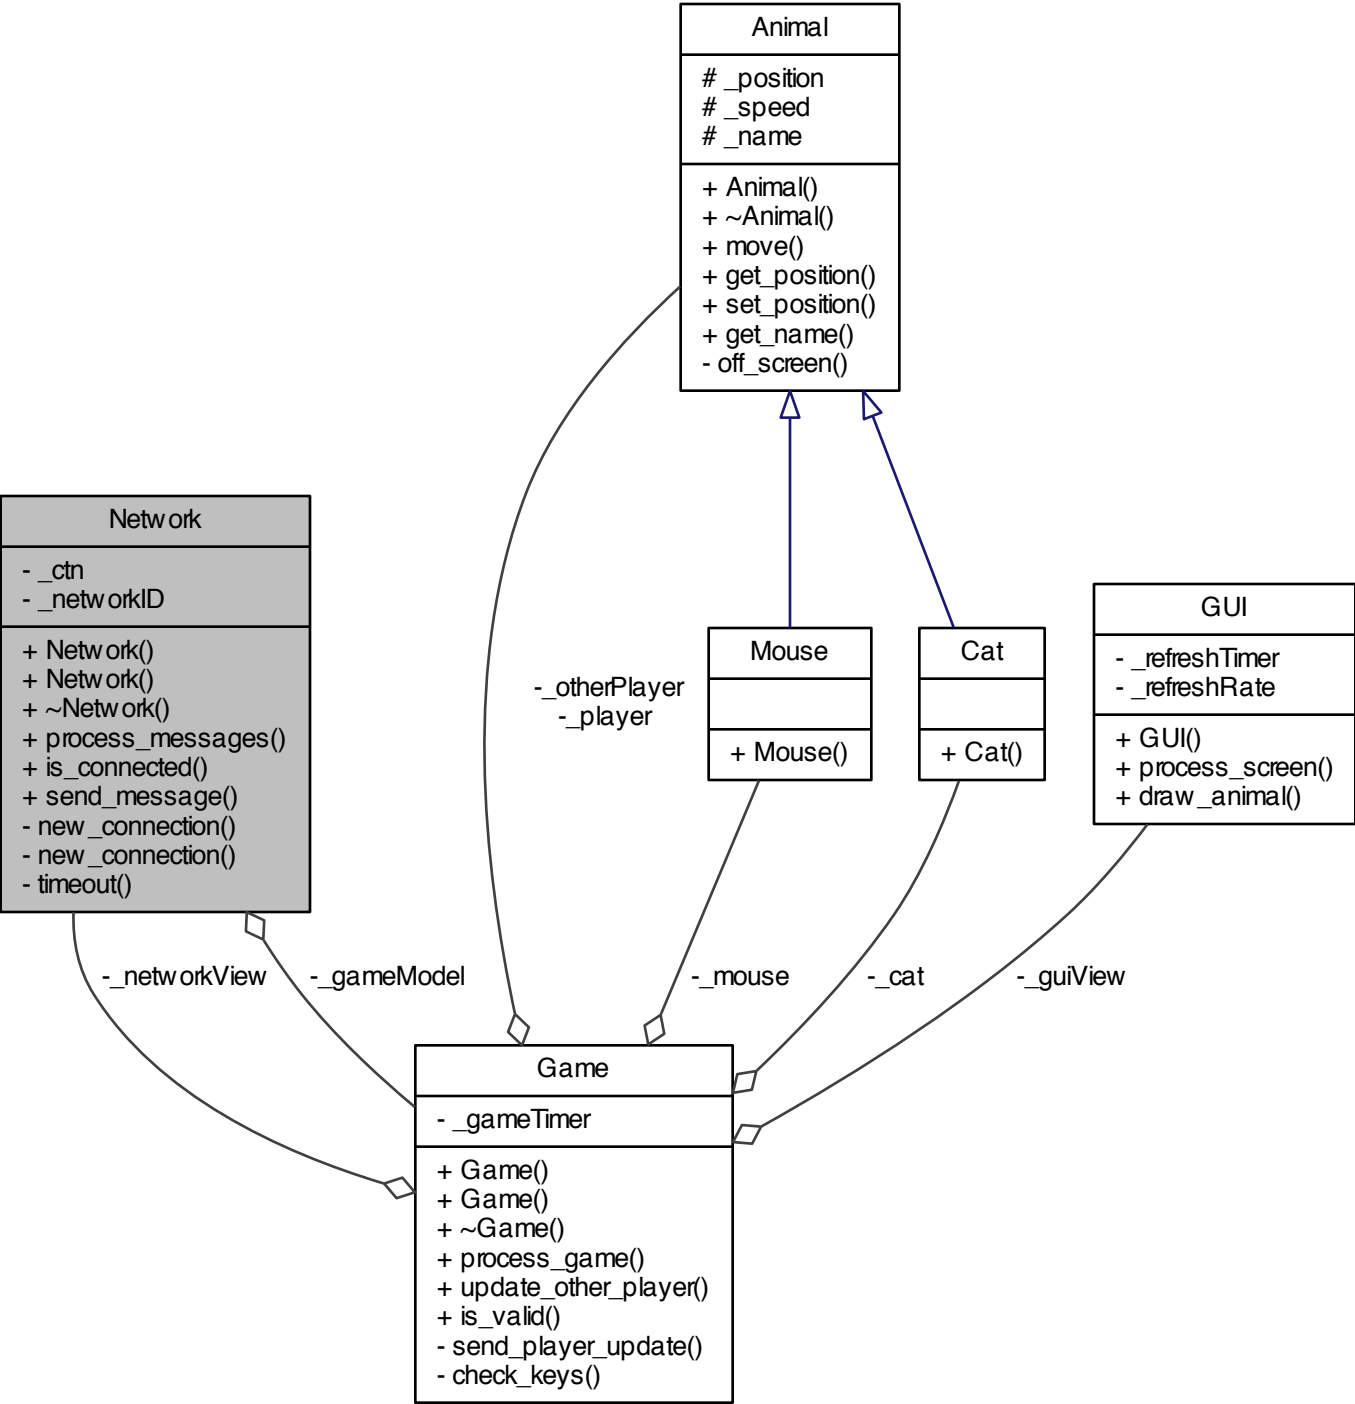 Animal
# _position
# _speed
# _name
+ Animal()
+ ~Animal()
+ move()
+ get_position()
+ set_position()
+ get_name()
- off_screen()
Network
- _ctn
- _networkID
+ Network()
+ Network()
+ ~Network()
+ process_messages()
+ is_connected()
+ send_message()
- new_connection()
- new_connection()
- timeout()
-_otherPlayer
-_player
Mouse
+ Mouse()
Cat
+ Cat()
GUI
- _refreshTimer
- _refreshRate
+ GUI()
+ process_screen()
+ draw_animal()
-_networkView
-_gameModel
-_mouse
-_cat
-_guiView
Game
- _gameTimer
+ Game()
+ Game()
+ ~Game()
+ process_game()
+ update_other_player()
+ is_valid()
- send_player_update()
- check_keys()